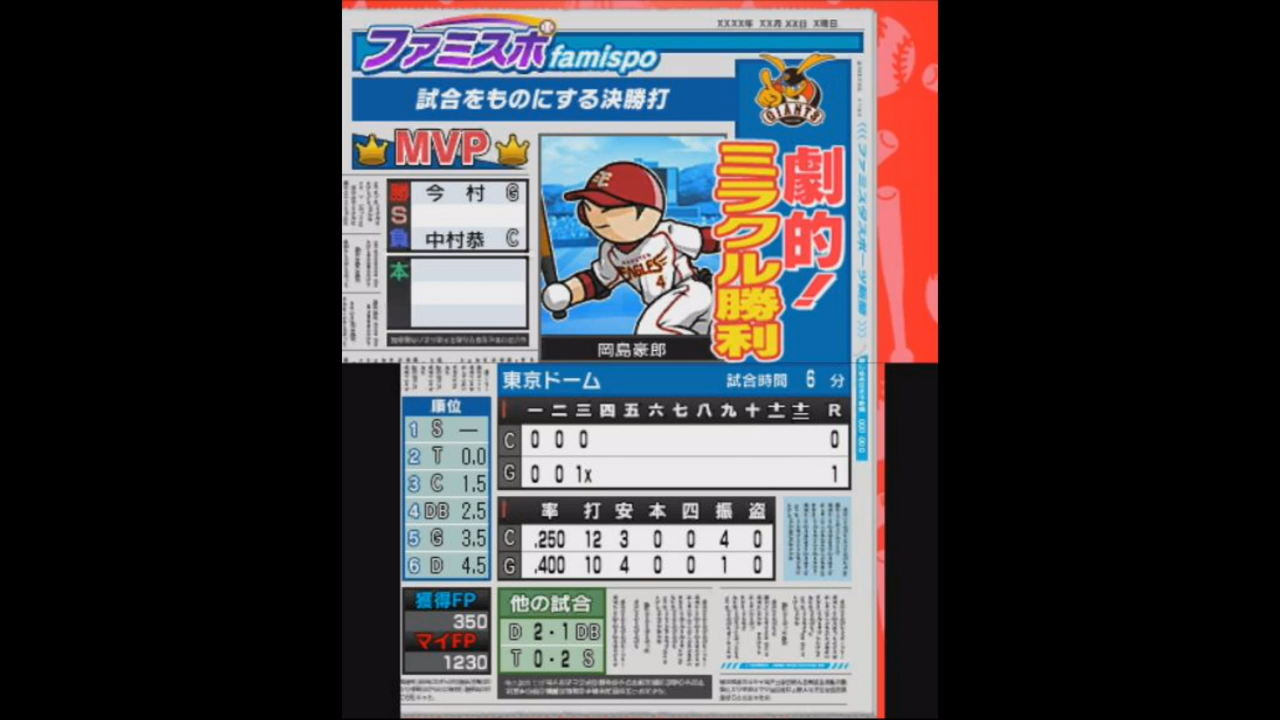 XXXX年 XX月 XX日 X曜日
ファミスポ famispo
試合をものにする決勝打
GIANTS
MVP
劇的!
ミラクル勝利
勝 今村 G
S
負 中村恭 C
本
EAGLES
4
岡島豪郎
東京ドーム 試合時間 6 分
一 二 三 四 五 六 七 八 九 十 十一 十二 R
C 0 0 0 0
G 0 0 1x 1
順位
1 S —
2 T 0.0
3 C 1.5
4 DB 2.5
5 G 3.5
6 D 4.5
率 打 安 本 四 振 盗
C .250 12 3 0 0 4 0
G .400 10 4 0 0 1 0
獲得FP
350
マイFP
1230
他の試合
D 2 - 1 DB
T 0 - 2 S